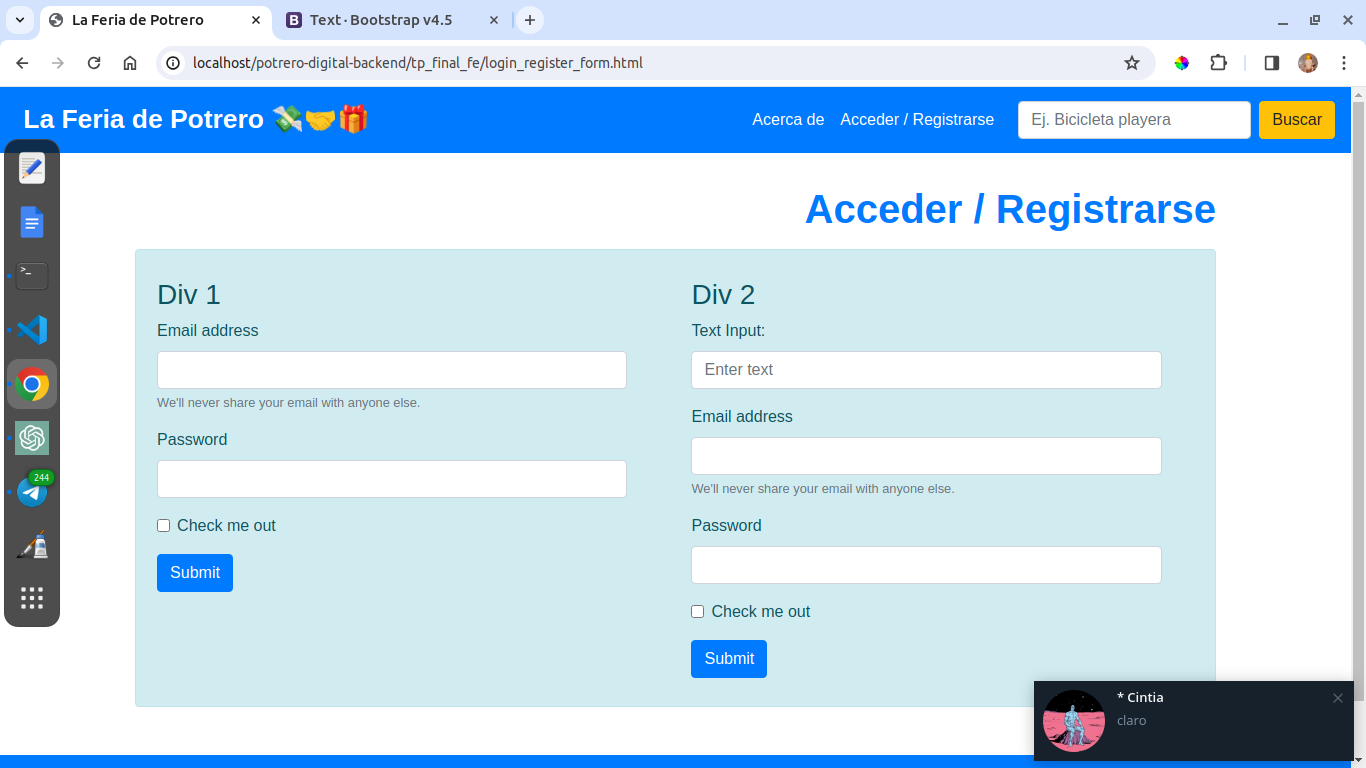 La Feria de Potrero
Text · Bootstrap v4.5
localhost/potrero-digital-backend/tp_final_fe/login_register_form.html
La Feria de Potrero 💸🤝🎁
Acerca de
Acceder / Registrarse
Ej. Bicicleta playera
Buscar
Acceder / Registrarse
Div 1
Email address
We'll never share your email with anyone else.
Password
Check me out
Submit
Div 2
Text Input:
Enter text
Email address
We'll never share your email with anyone else.
Password
Check me out
Submit
244
* Cintia
claro